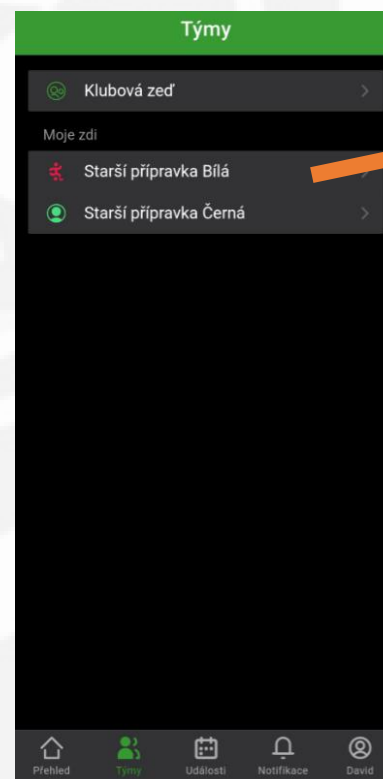 Týmy
Klubová zeď
Moje zdi
Starší přípravka Bílá
Starší přípravka Černá
Přehled Týmy Události Notifikace David